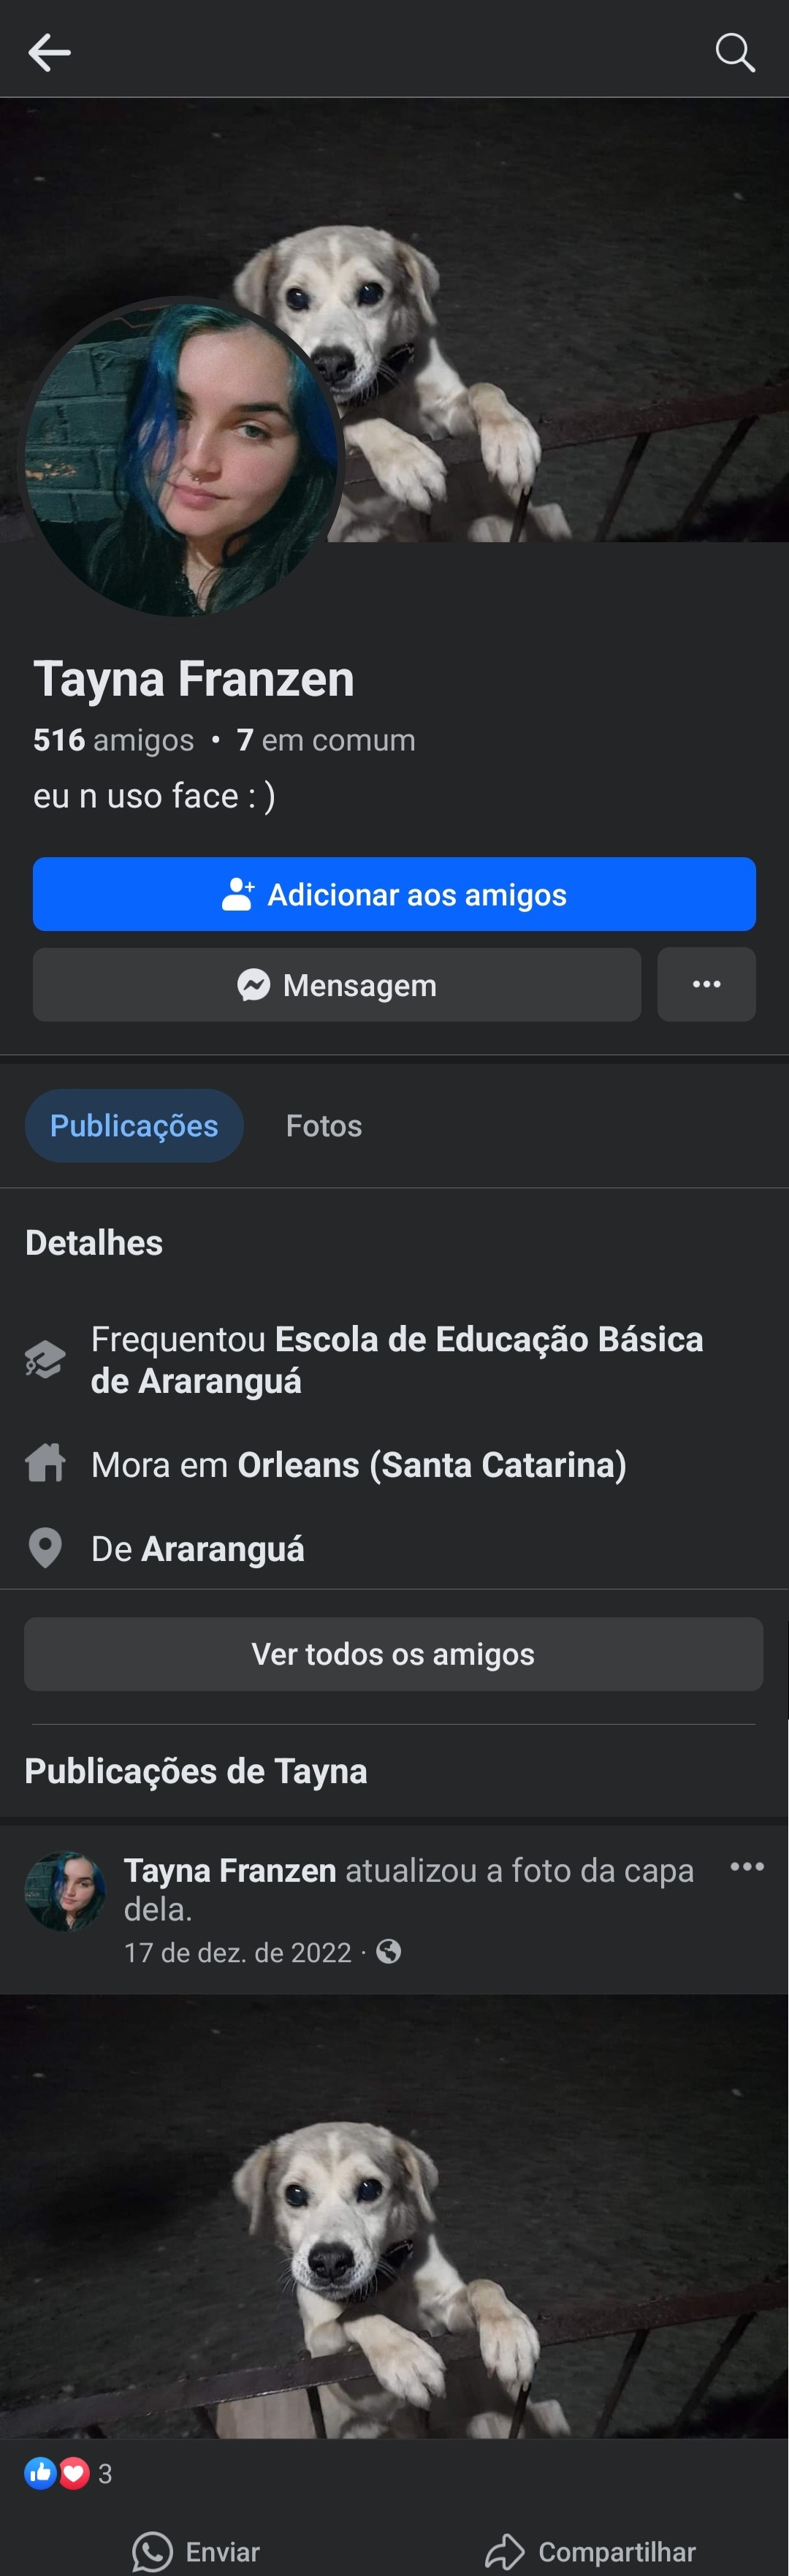 Tayna Franzen
516 amigos • 7 em comum
eu n uso face : )
Adicionar aos amigos
Mensagem
Publicações Fotos
Detalhes
Frequentou Escola de Educação Básica
de Araranguá
Mora em Orleans (Santa Catarina)
De Araranguá
Ver todos os amigos
Publicações de Tayna
Tayna Franzen atualizou a foto da capa
dela.
17 de dez. de 2022 ·
3
Enviar Compartilhar